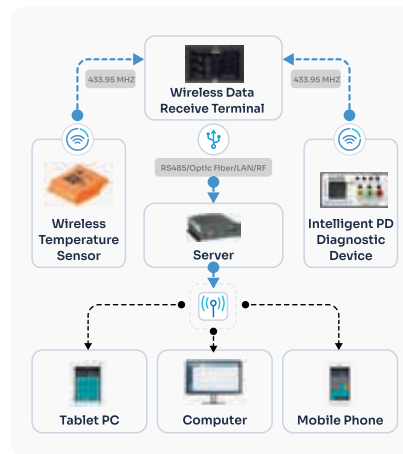 433.95 MHZ
433.95 MHZ
Wireless Data
Receive Terminal
RS485/Optic Fiber/LAN/RF
Wireless
Temperature
Sensor
Intelligent PD
Diagnostic
Device
Server
Tablet PC
Computer
Mobile Phone